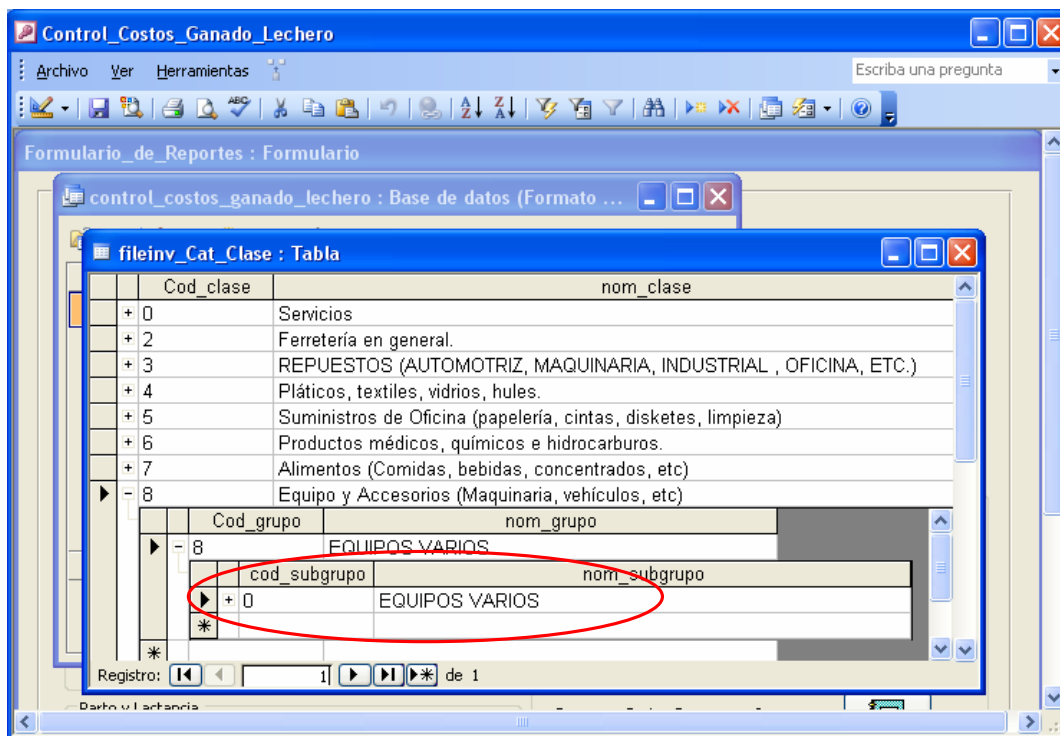 Control_Costos_Ganado_Lechero
Archivo Ver Herramientas Escriba una pregunta
ABC
A Z Z A
Formulario_de_Reportes : Formulario
control_costos_ganado_lechero : Base de datos (Formato ...
fileinv_Cat_Clase : Tabla
Cod_clase nom_clase
+ 0 Servicios
+ 2 Ferretería en general.
+ 3 REPUESTOS (AUTOMOTRIZ, MAQUINARIA, INDUSTRIAL , OFICINA, ETC.)
+ 4 Pláticos, textiles, vidrios, hules.
+ 5 Suministros de Oficina (papelería, cintas, disketes, limpieza)
+ 6 Productos médicos, químicos e hidrocarburos.
+ 7 Alimentos (Comidas, bebidas, concentrados, etc)
- 8 Equipo y Accesorios (Maquinaria, vehículos, etc)
Cod_grupo nom_grupo
- 8 EQUIPOS VARIOS
cod_subgrupo nom_subgrupo
+ 0 EQUIPOS VARIOS
Registro: 1 de 1
Parto y Lactancia